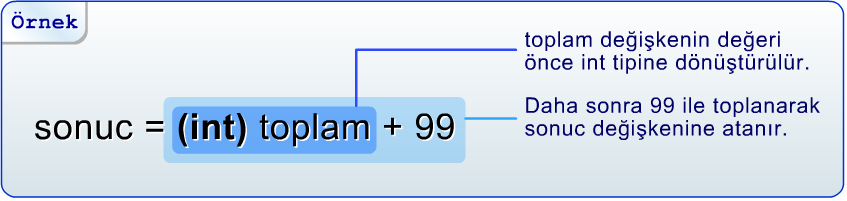 Örnek
toplam değişkenin değeri
önce int tipine dönüştürülür.
sonuc = (int) toplam + 99
Daha sonra 99 ile toplanarak
sonuc değişkenine atanır.